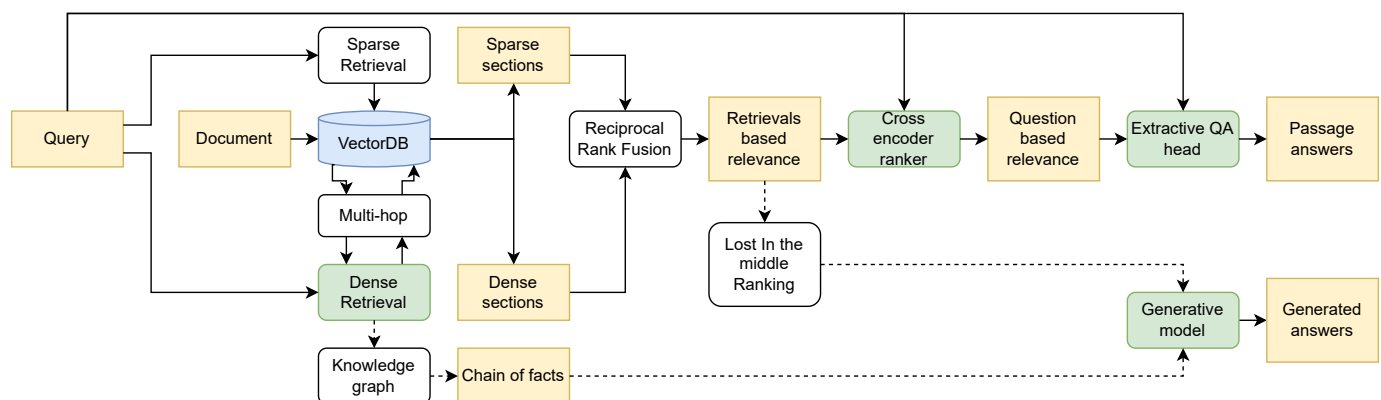 Query
Document
Sparse
Retrieval
VectorDB
Multi-hop
Dense
Retrieval
Knowledge
graph
Sparse
sections
Dense
sections
Chain of facts
Reciprocal
Rank Fusion
Retrievals
based
relevance
Lost In the
middle
Ranking
Cross
encoder
ranker
Question
based
relevance
Extractive QA
head
Passage
answers
Generative
model
Generated
answers